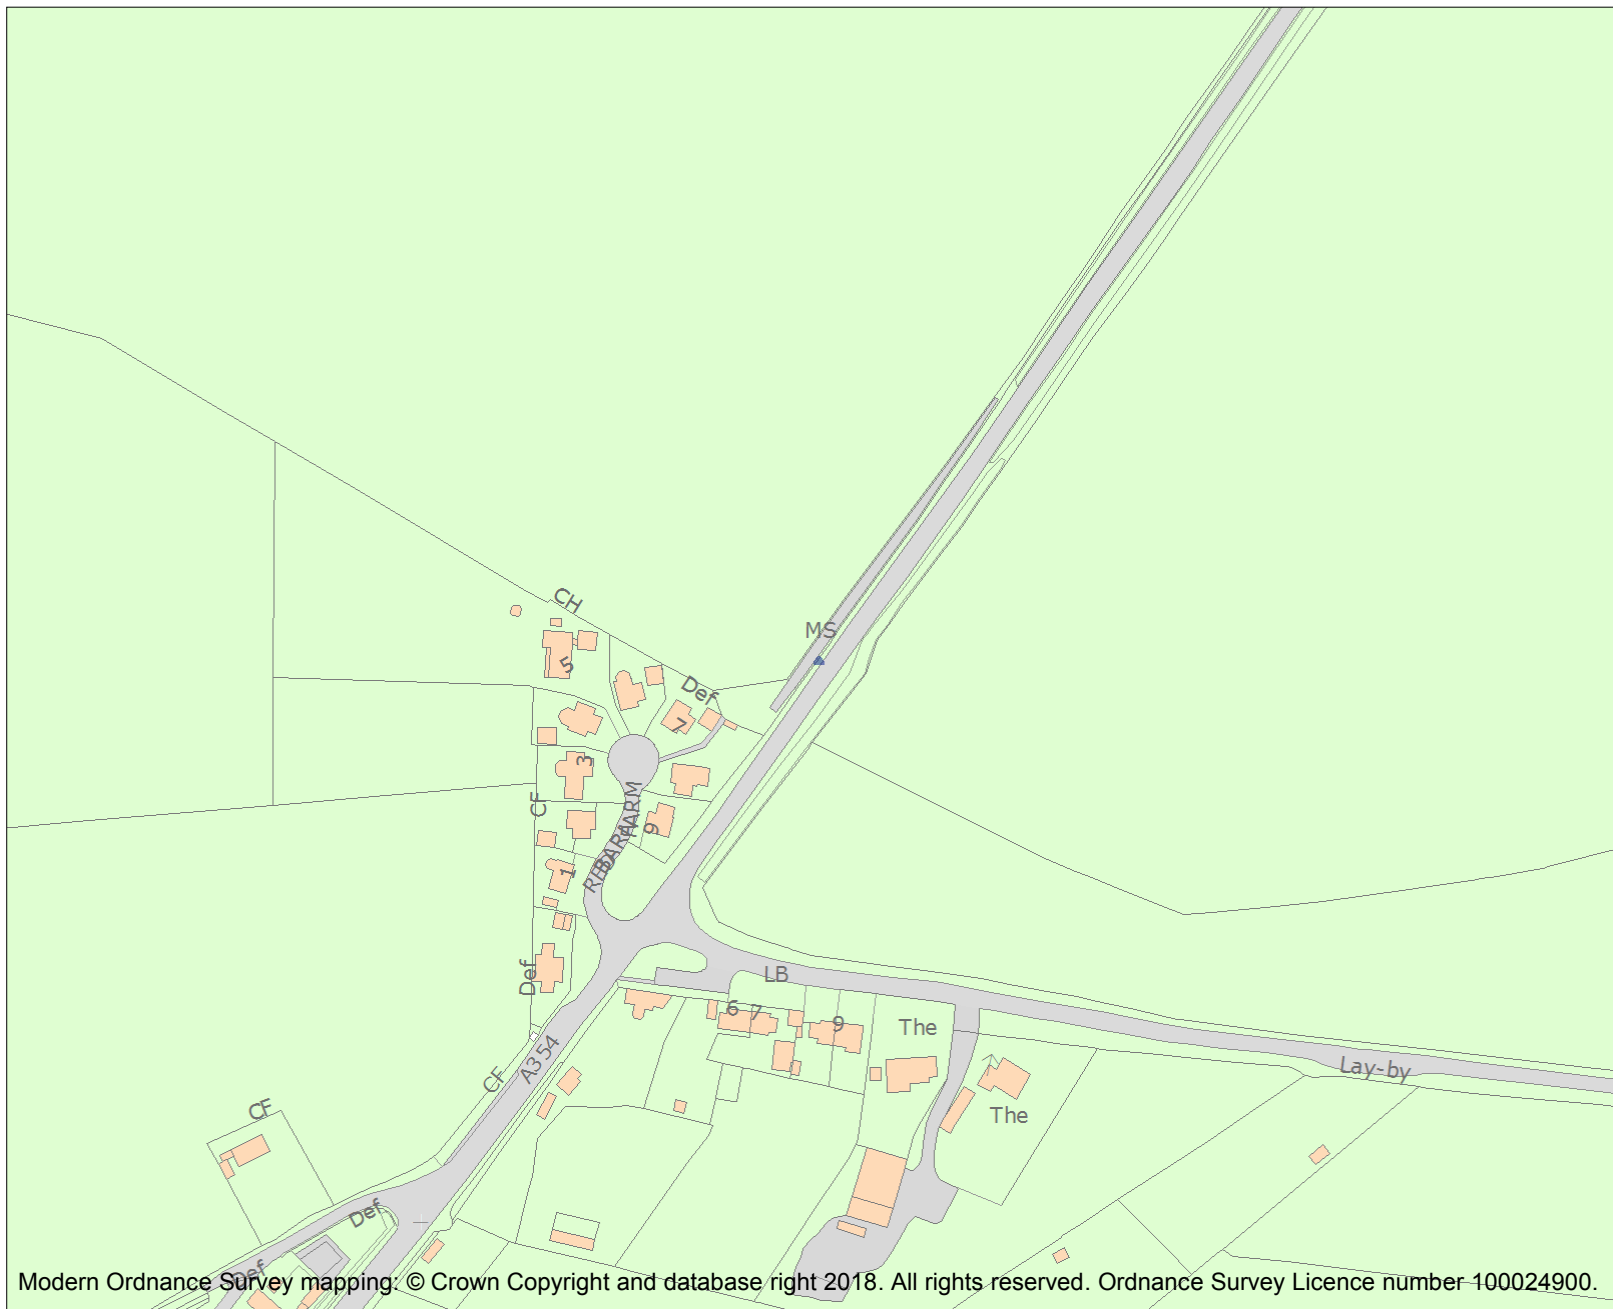 CH
MS
5
Def
7
3
CF
FARM
9
1
Def
LB
6
7
9
The
A354
CF
Lay-by
The
CF
Def
Def
Modern Ordnance Survey mapping: © Crown Copyright and database right 2018. All rights reserved. Ordnance Survey Licence number 100024900.